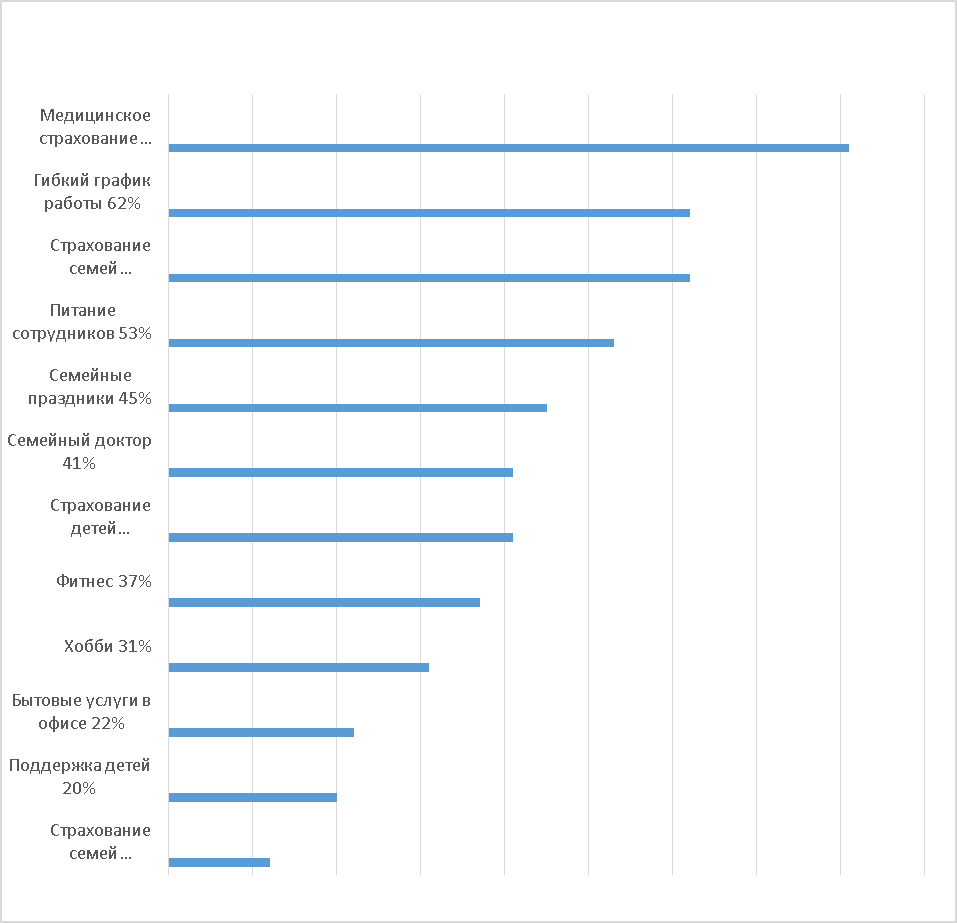 Медицинское
страхование ...
Гибкий график
работы 62%
Страхование
семей ...
Питание
сотрудников 53%
Семейные
праздники 45%
Семейный доктор
41%
Страхование
детей...
Фитнес 37%
Хобби 31%
Бытовые услуги в
офисе 22%
Поддержка детей
20%
Страхование
семей ...